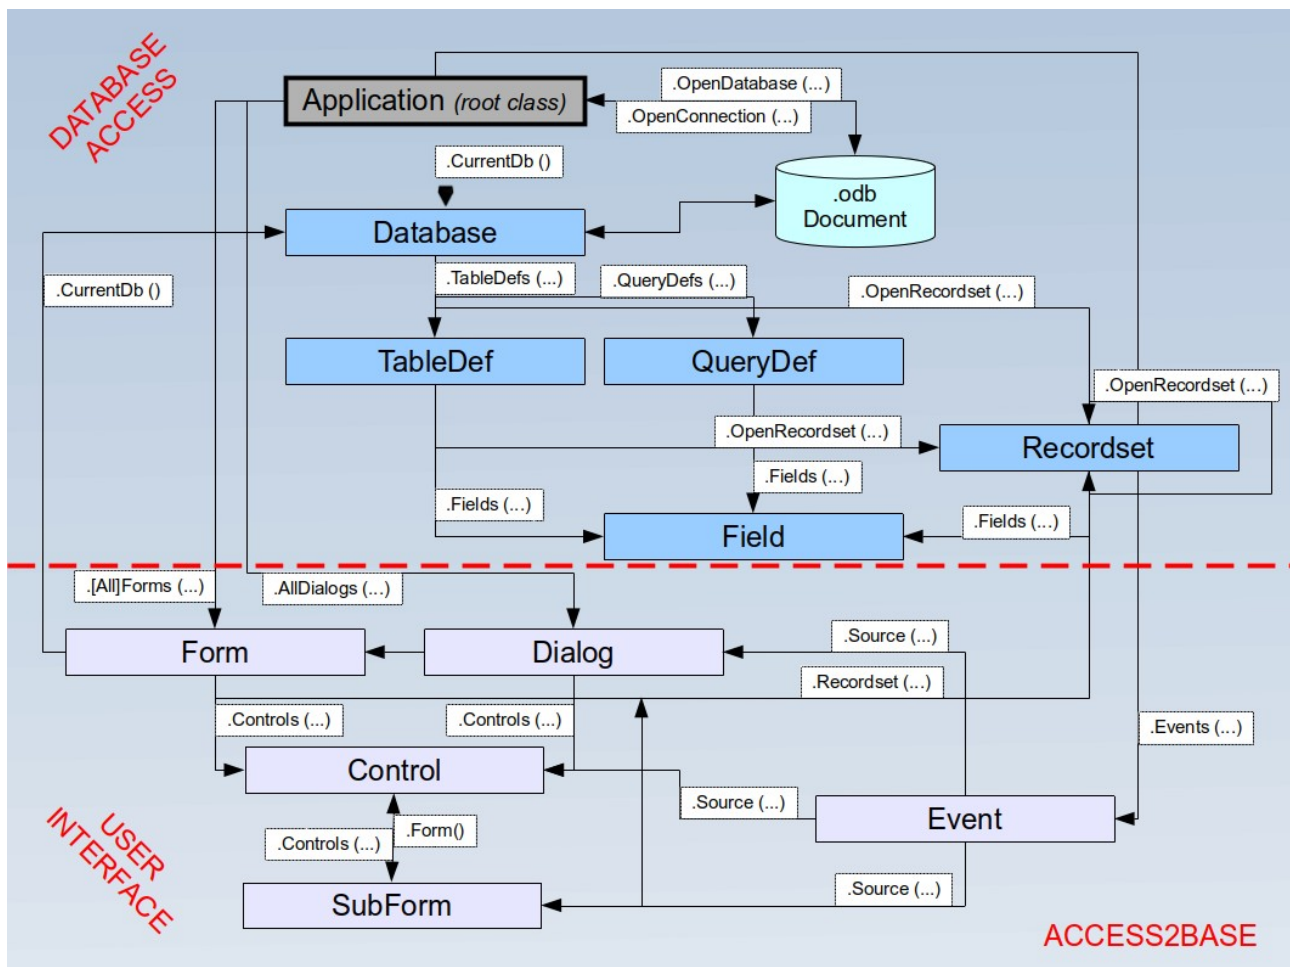 DATABASE
ACCESS
Application (root class)
.OpenDatabase (...)
.OpenConnection (...)
.CurrentDb ()
.odb
Document
Database
.CurrentDb ()
.TableDefs (...)
.QueryDefs (...)
.OpenRecordset (...)
TableDef
QueryDef
.OpenRecordset (...)
.OpenRecordset (...)
Recordset
.Fields (...)
.Fields (...)
.Fields (...)
Field
.[All]Forms (...)
.AllDialogs (...)
Form
Dialog
.Source (...)
.Recordset (...)
.Controls (...)
.Controls (...)
.Events (...)
Control
.Source (...)
Event
.Form()
.Controls (...)
USER
INTERFACE
SubForm
.Source (...)
ACCESS2BASE